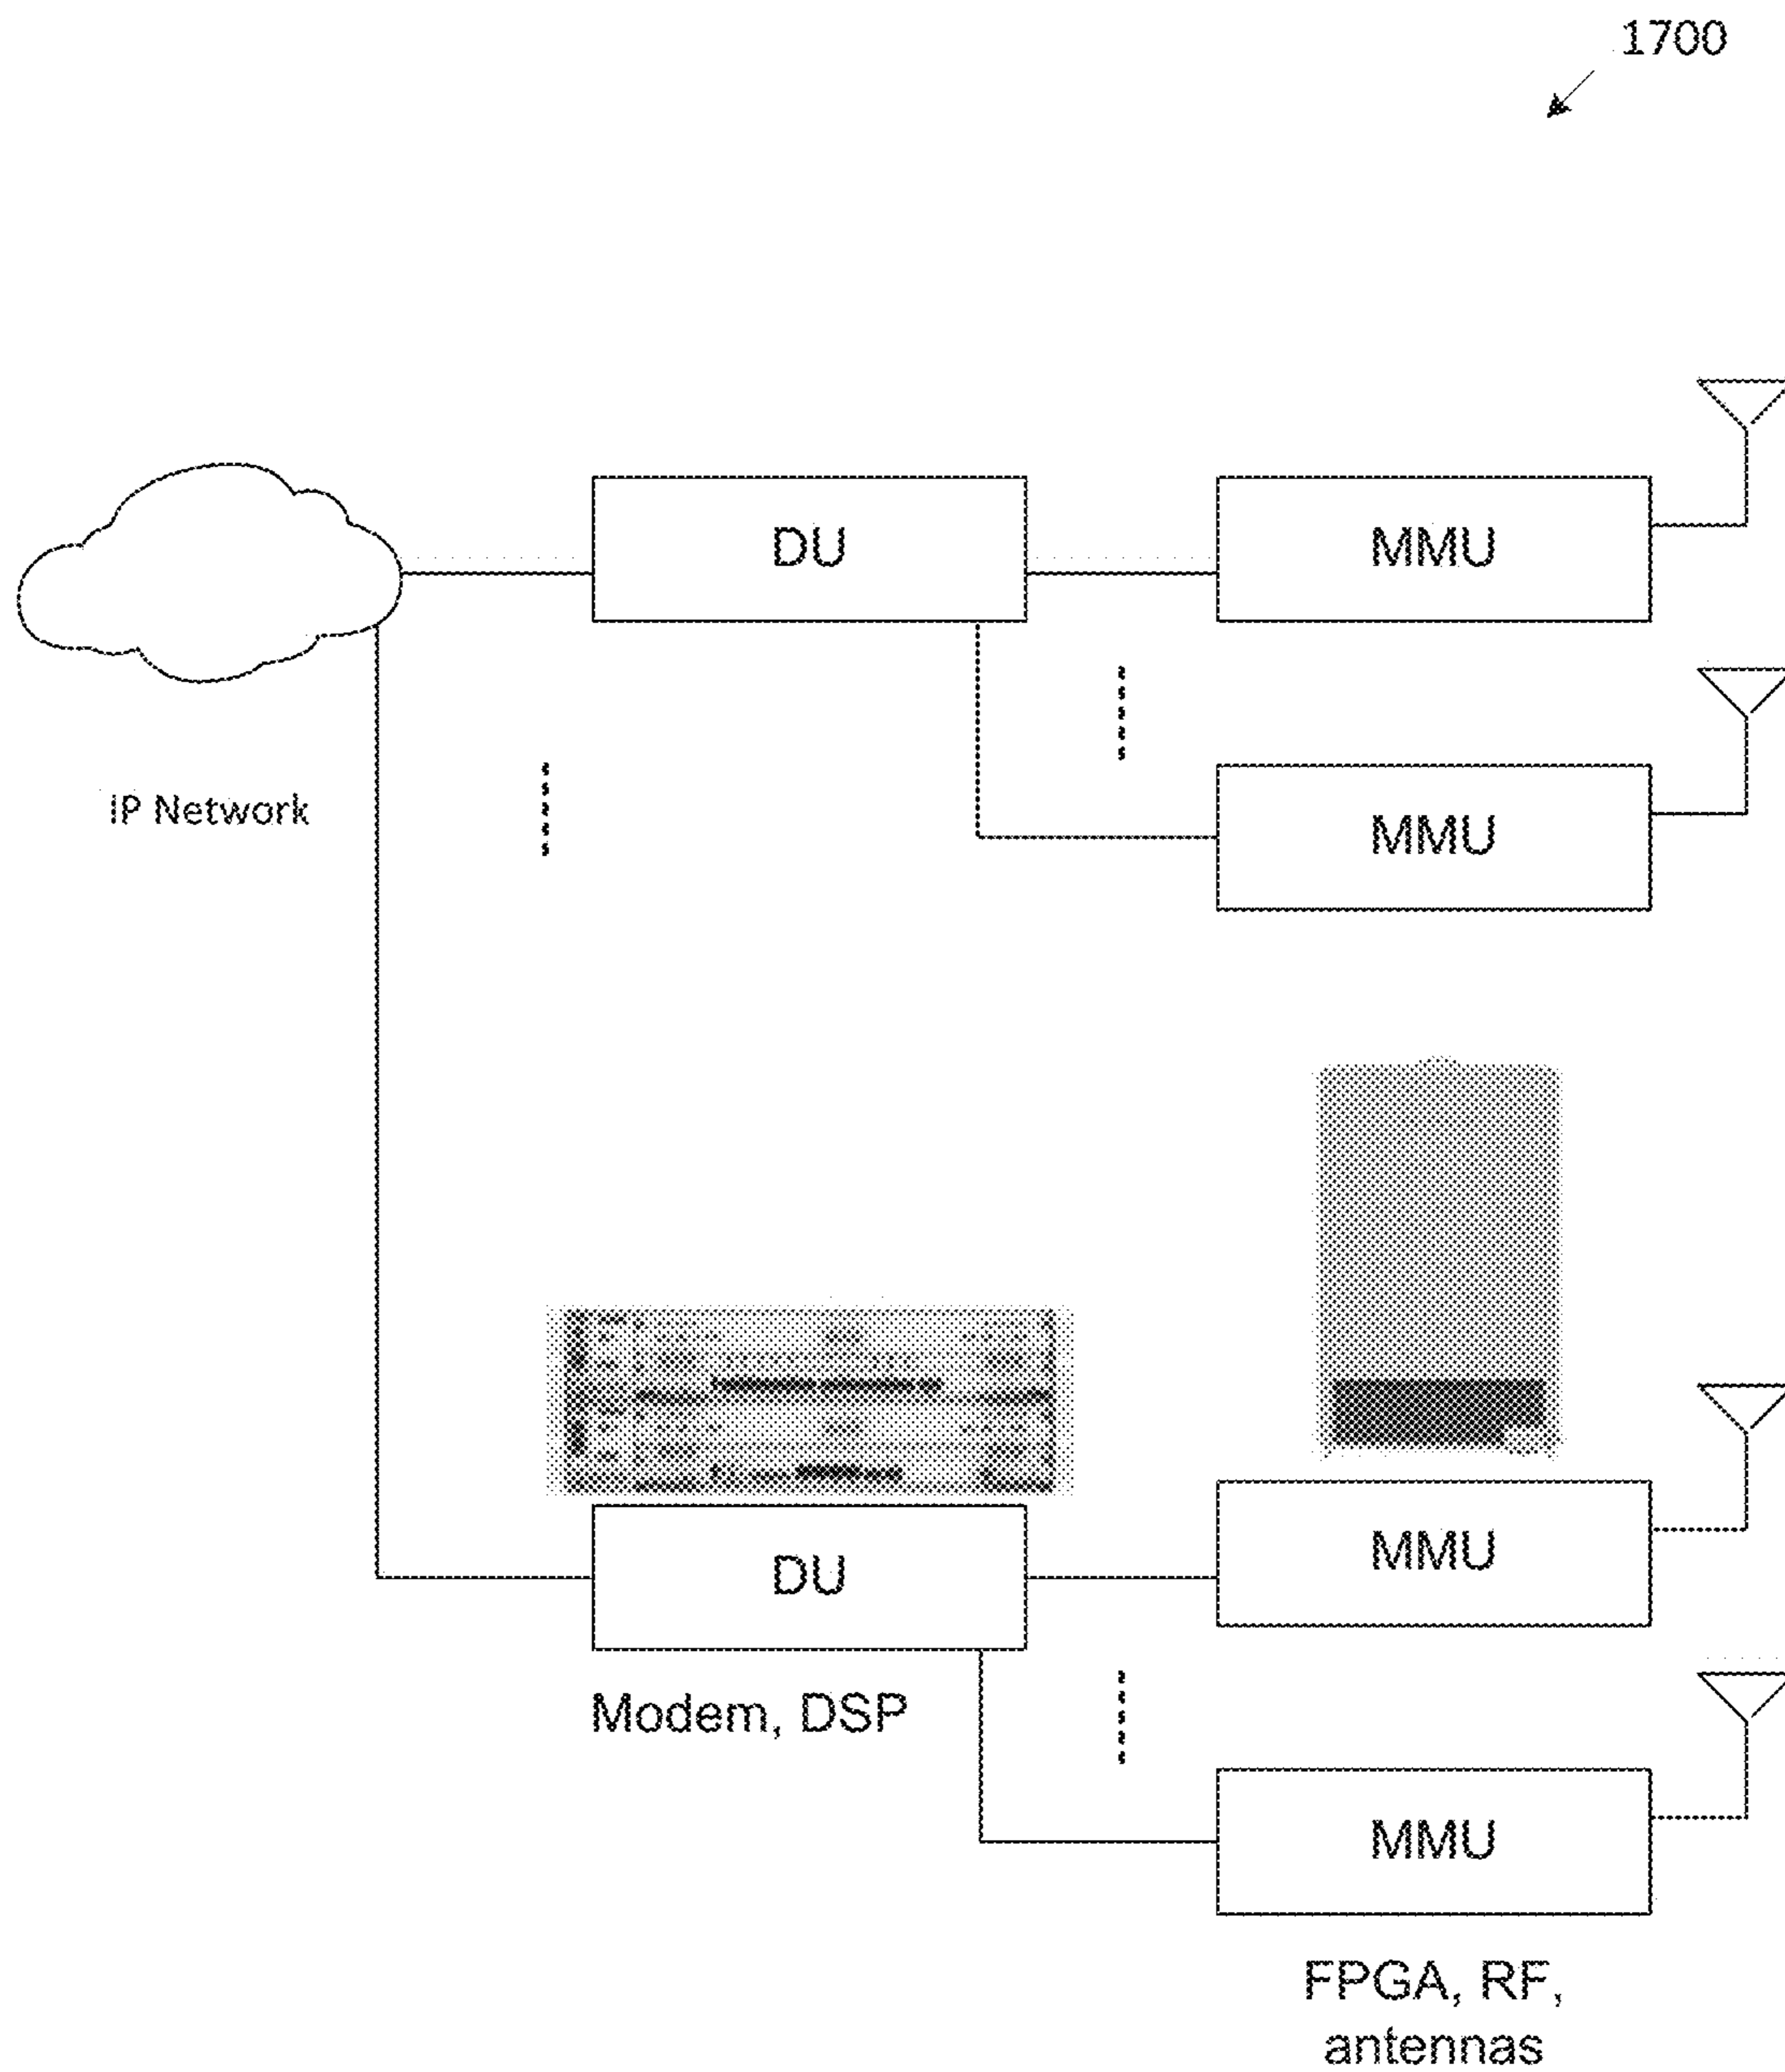 1700
DU
MMU
MMU
IP Network
DU
MMU
Modem, DSP
MMU
FPGA, RF,
antennas